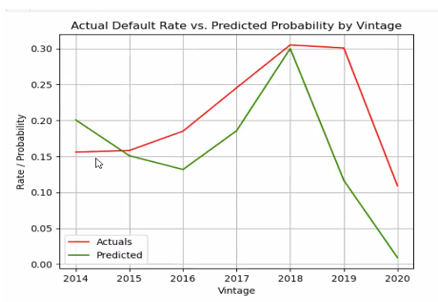 Actual Default Rate vs. Predicted Probability by Vintage
Rate / Probability
0.30
0.25
0.20
0.15
0.10
0.05
0.00
Actuals
Predicted
2014 2015 2016 2017 2018 2019 2020
Vintage